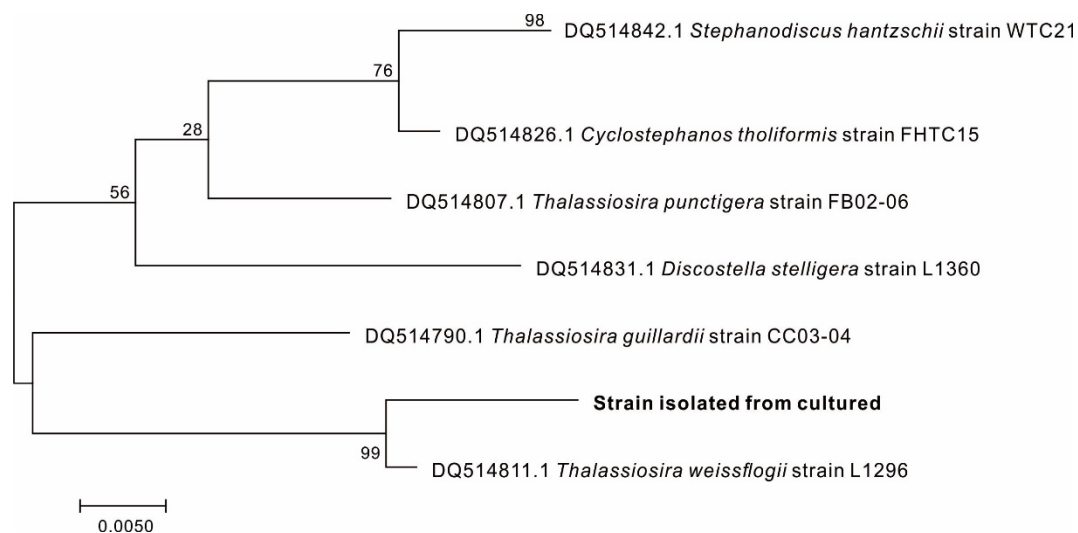 98
DQ514842.1 Stephanodiscus hantzschii strain WTC21
76
DQ514826.1 Cyclostephanos tholiformis strain FHTC15
28
DQ514807.1 Thalassiosira punctigera strain FB02-06
56
DQ514831.1 Discostella stelligera strain L1360
DQ514790.1 Thalassiosira guillardii strain CC03-04
Strain isolated from cultured
99
DQ514811.1 Thalassiosira weissflogii strain L1296
0.0050